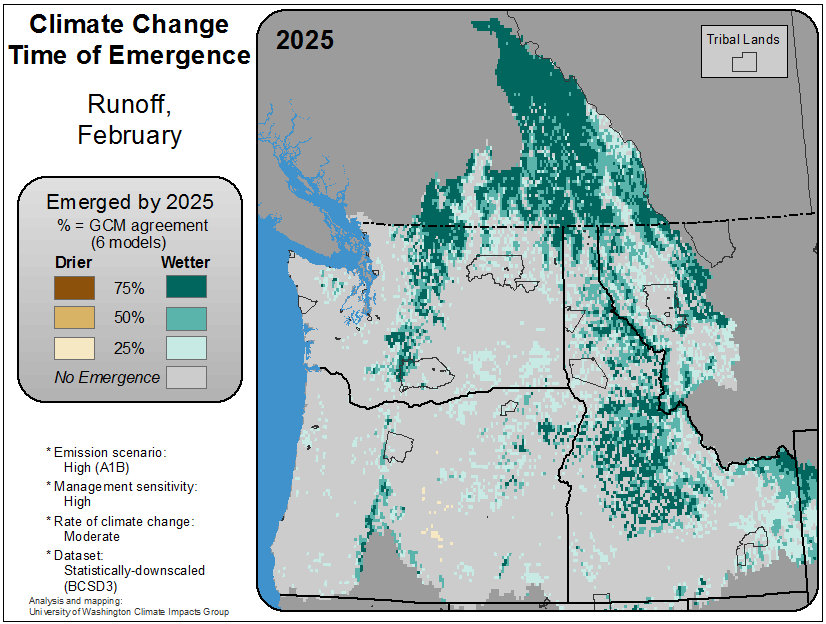 Climate Change
Time of Emergence
Runoff,
February
Emerged by 2025
% = GCM agreement
(6 models)
Drier Wetter
75%
50%
25%
No Emergence
* Emission scenario:
High (A1B)
* Management sensitivity:
High
* Rate of climate change:
Moderate
* Dataset:
Statistically-downscaled
(BCSD3)
Analysis and mapping:
University of Washington Climate Impacts Group
2025
Tribal Lands